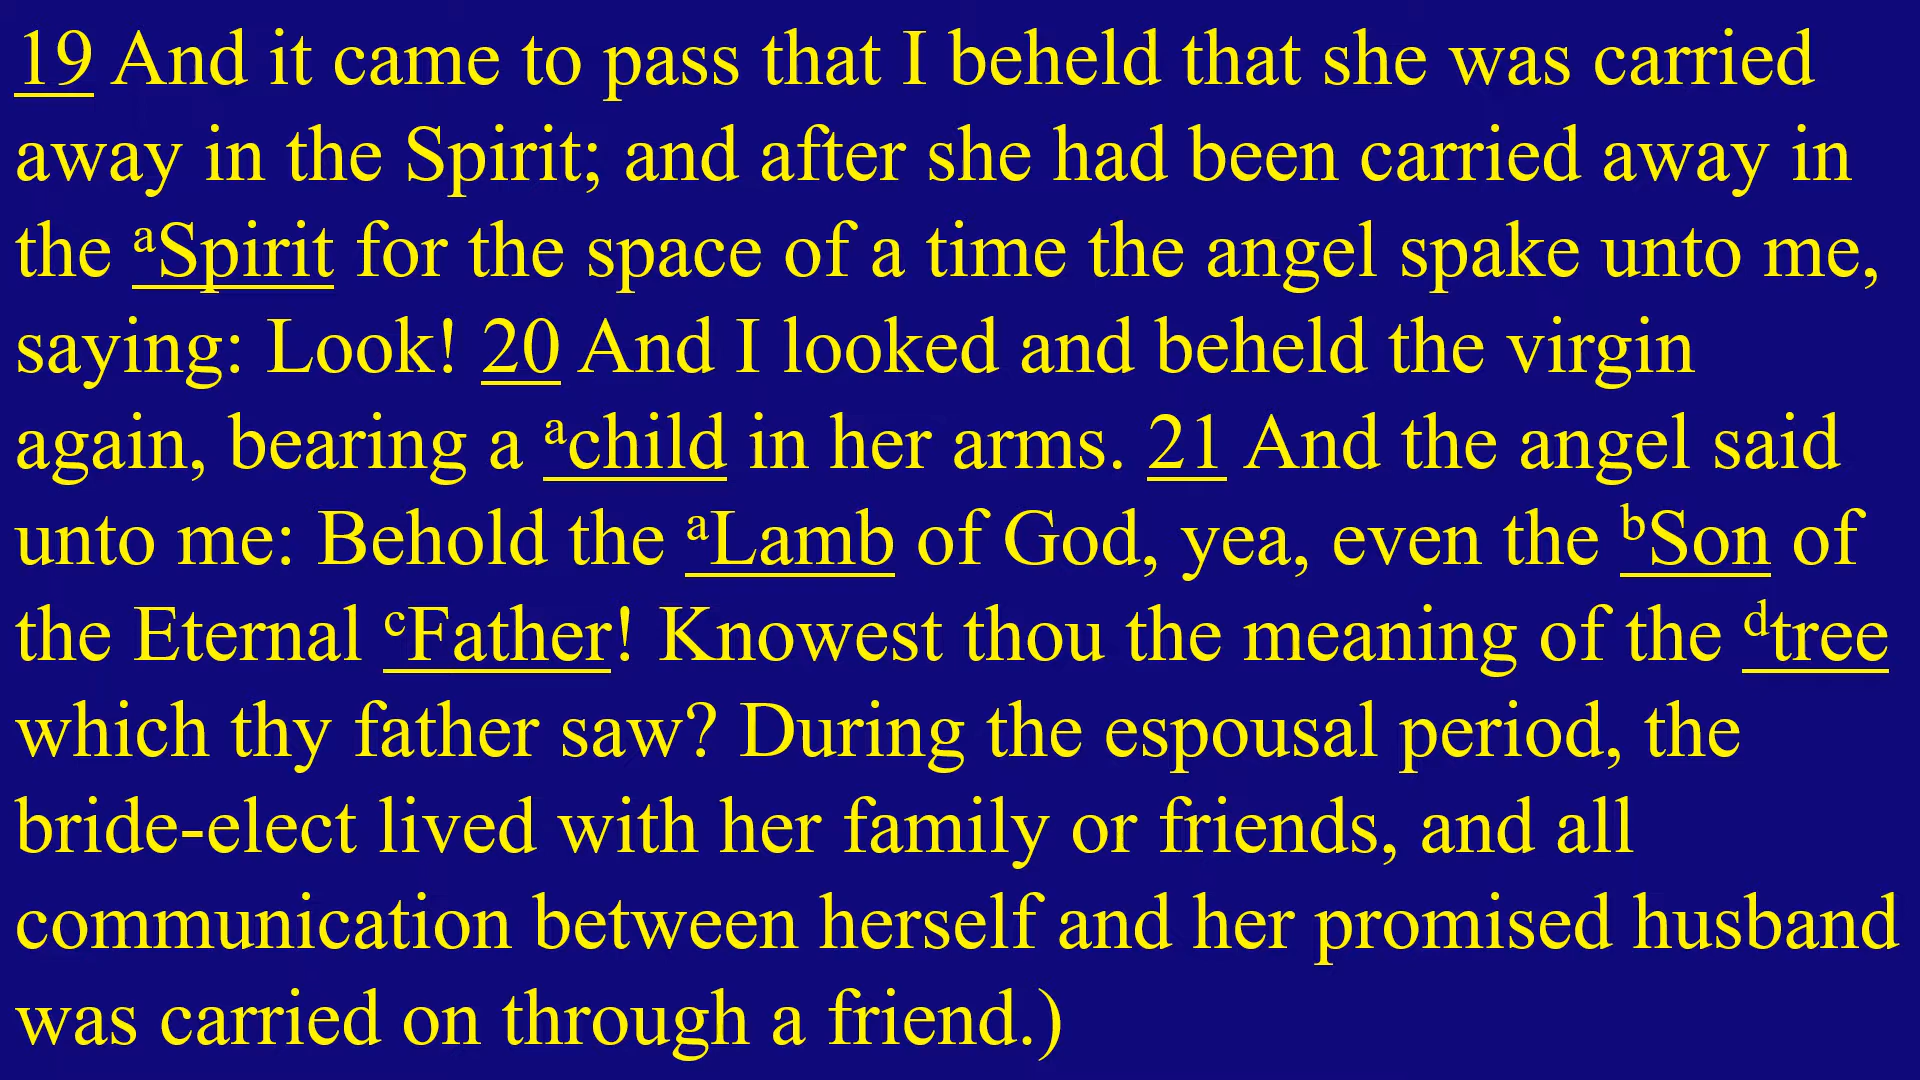 19 And it came to pass that I beheld that she was carried
away in the Spirit; and after she had been carried away in
the aSpirit for the space of a time the angel spake unto me,
saying: Look! 20 And I looked and beheld the virgin
again, bearing a achild in her arms. 21 And the angel said
unto me: Behold the aLamb of God, yea, even the bSon of
the Eternal cFather! Knowest thou the meaning of the dtree
which thy father saw? During the espousal period, the
bride-elect lived with her family or friends, and all
communication between herself and her promised husband
was carried on through a friend.)